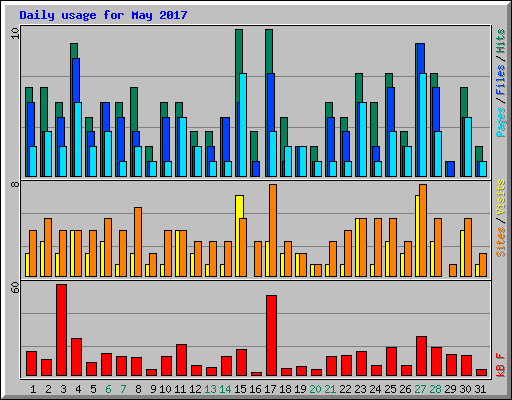 Daily usage for May 2017
10
Pages / Files / Hits
8
Sites / Visits
60
kB F
1 2 3 4 5 6 7 8 9 10 11 12 13 14 15 16 17 18 19 20 21 22 23 24 25 26 27 28 29 30 31